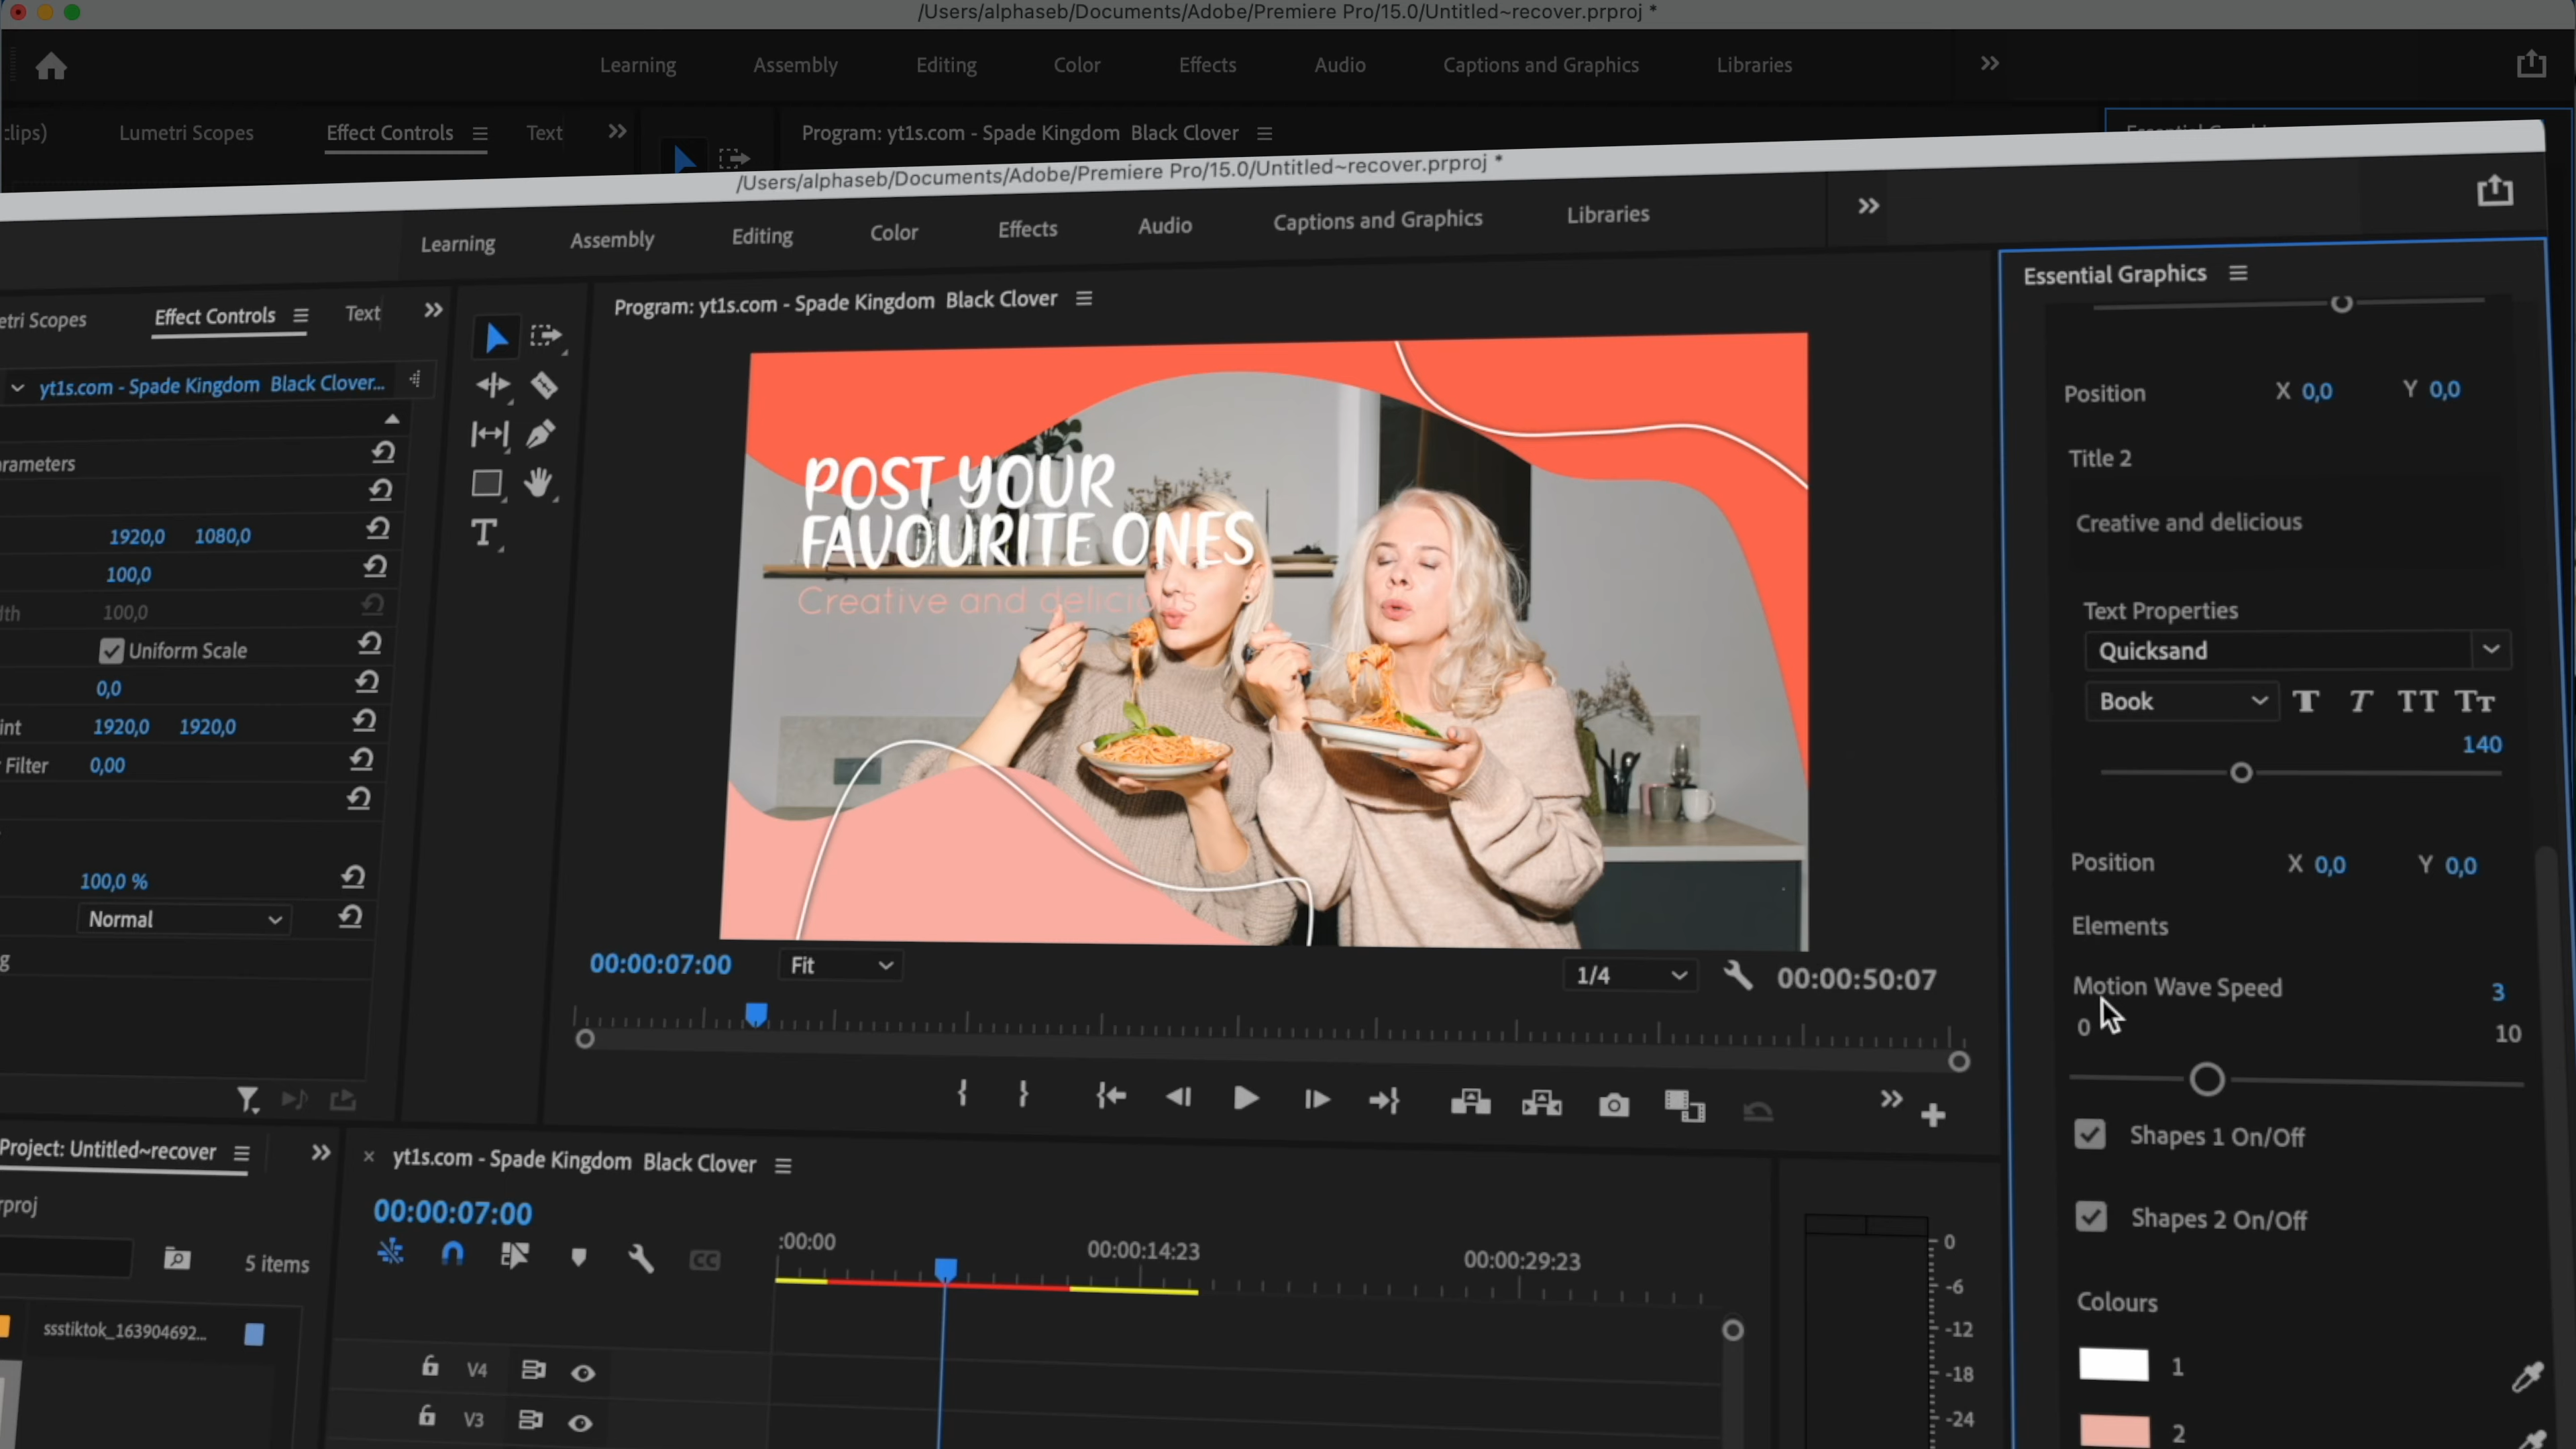 /Users/alphaseb/Documents/Adobe/Premiere Pro/15.0/Untitled~recover.prproj *
Learning Assembly Editing Color Effects Audio Captions and Graphics Libraries
clips) Lumetri Scopes Effect Controls Text
Program: yt1s.com - Spade Kingdom Black Clover
/Users/alphaseb/Documents/Adobe/Premiere Pro/15.0/Untitled~recover.prproj *
Learning Assembly Editing Color Effects Audio Captions and Graphics Libraries
etri Scopes Effect Controls Text
yt1s.com - Spade Kingdom Black Clover...
arameters
1920,0 1080,0
100,0
dth 100,0
Uniform Scale
0,0
int 1920,0 1920,0
Filter 0,00
100,0 %
Normal
g
Program: yt1s.com - Spade Kingdom Black Clover
POST YOUR
FAVOURITE ONES
Creative and delicious
00:00:07:00 Fit 1/4 00:00:50:07
Essential Graphics
Position X 0,0 Y 0,0
Title 2
Creative and delicious
Text Properties
Quicksand
Book
140
Position X 0,0 Y 0,0
Elements
Motion Wave Speed 3
0 10
Shapes 1 On/Off
Shapes 2 On/Off
Colours
1
2
Project: Untitled~recover
rproj
5 items
ssstiktok_163904692...
yt1s.com - Spade Kingdom Black Clover
00:00:07:00
:00:00 00:00:14:23 00:00:29:23
V4
V3
0
-6
-12
-18
-24